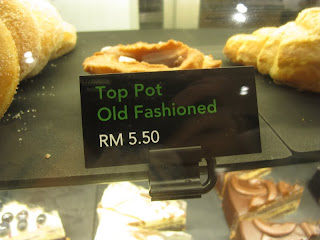 Top Pot
Old Fashioned
RM 5.50